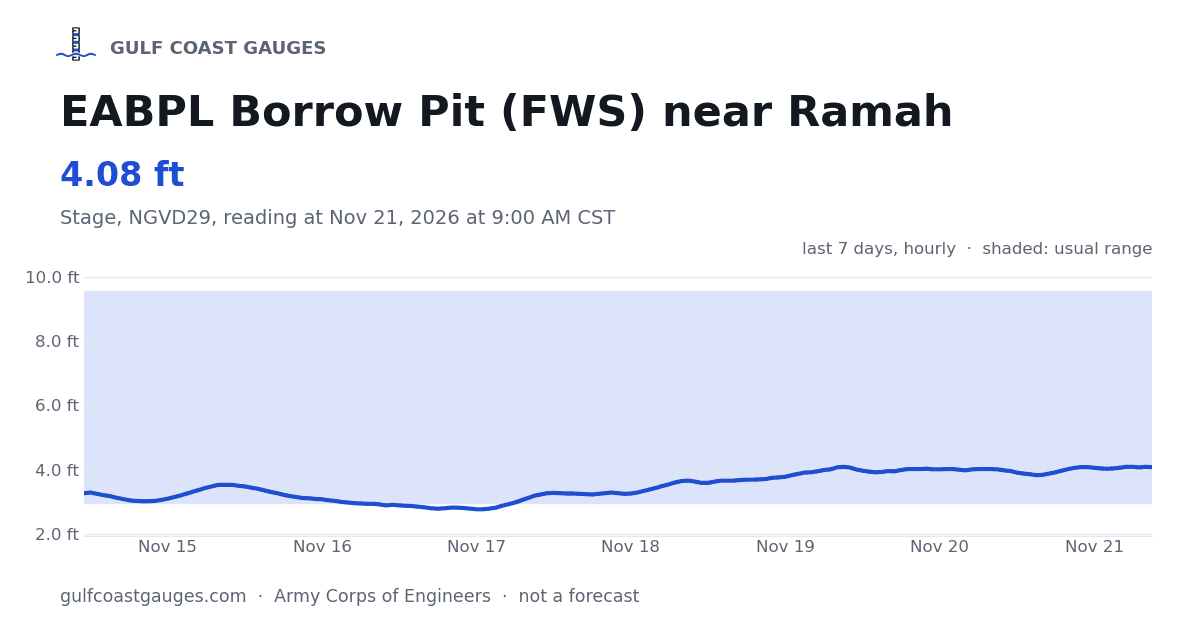 GULF COAST GAUGES
EABPL Borrow Pit (FWS) near Ramah
4.08 ft
Stage, NGVD29, reading at Nov 21, 2026 at 9:00 AM CST
last 7 days, hourly · shaded: usual range
10.0 ft
8.0 ft
6.0 ft
4.0 ft
2.0 ft
Nov 15 Nov 16 Nov 17 Nov 18 Nov 19 Nov 20 Nov 21
gulfcoastgauges.com · Army Corps of Engineers · not a forecast